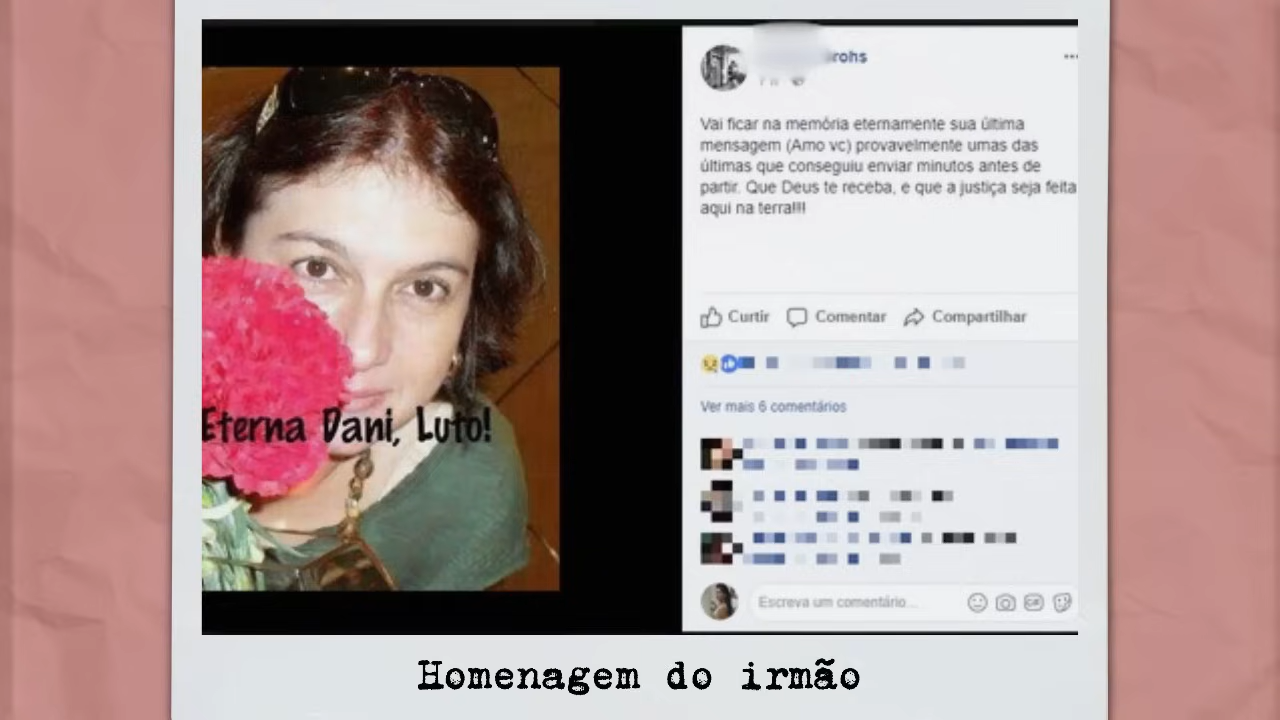 Eterna Dani, Luto!
Vai ficar na memória eternamente sua última
mensagem (Amo vc) provavelmente umas das
últimas que conseguiu enviar minutos antes de
partir. Que Deus te receba, e que a justiça seja feita
aqui na terra!!!
Curtir Comentar Compartilhar
Ver mais 6 comentários
Escreva um comentário...
GIF
Homenagem do irmão